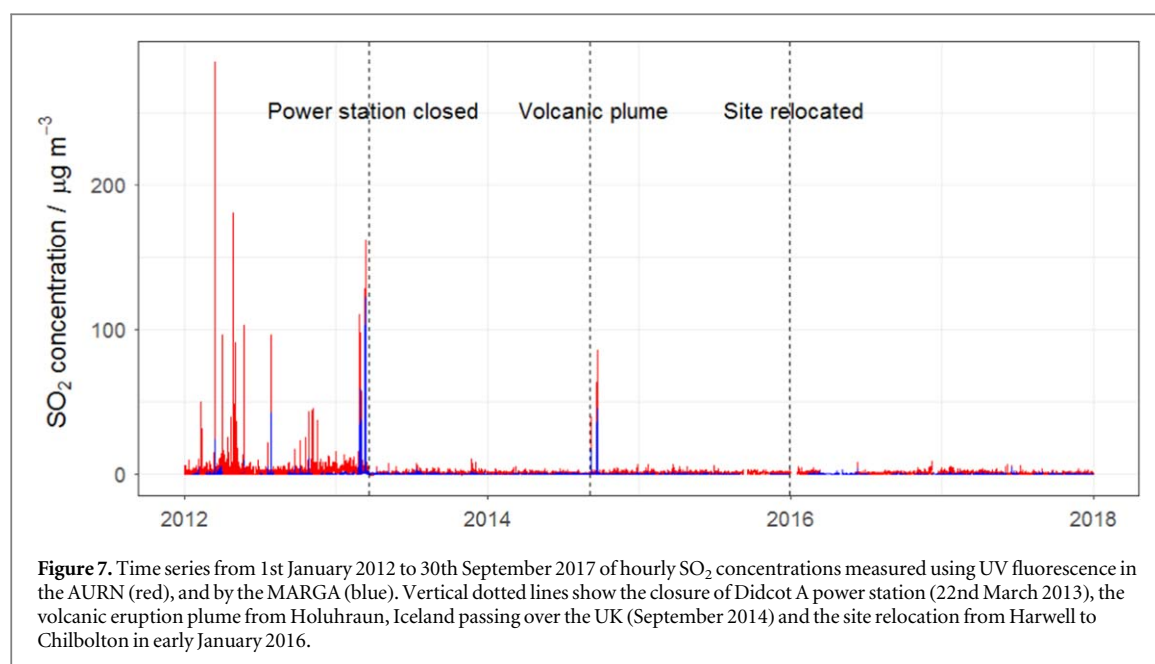 Power station closed Volcanic plume Site relocated
SO₂ concentration / μg m⁻³
200
100
0
2012 2014 2016 2018
Figure 7. Time series from 1st January 2012 to 30th September 2017 of hourly SO₂ concentrations measured using UV fluorescence in
the AURN (red), and by the MARGA (blue). Vertical dotted lines show the closure of Didcot A power station (22nd March 2013), the
volcanic eruption plume from Holuhraun, Iceland passing over the UK (September 2014) and the site relocation from Harwell to
Chilbolton in early January 2016.